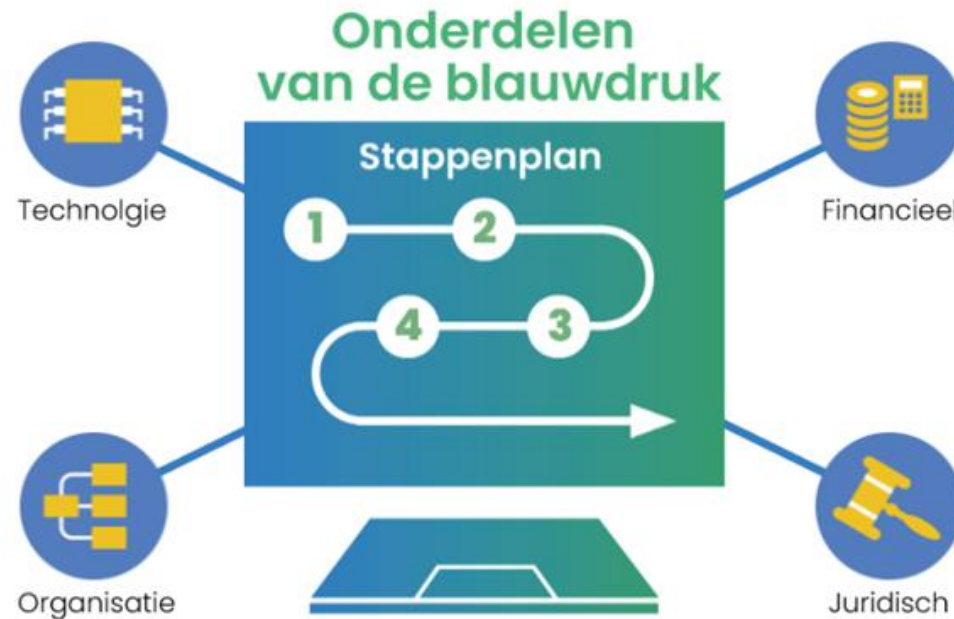 Onderdelen
van de blauwdruk
Technolgie
Financieel
Stappenplan
1
2
3
4
Organisatie
Juridisch